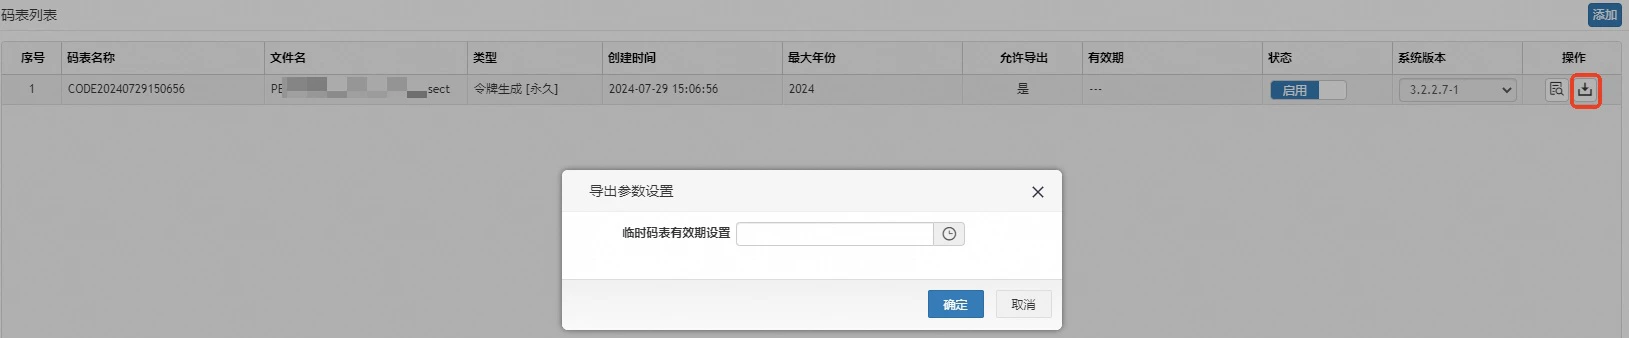 码表列表 添加
序号 码表名称 文件名 类型 创建时间 最大年份 允许导出 有效期 状态 系统版本 操作
1 CODE20240729150656 PE sect 令牌生成 [永久] 2024-07-29 15:06:56 2024 是 --- 启用 3.2.2.7-1
导出参数设置
临时码表有效期设置
确定 取消